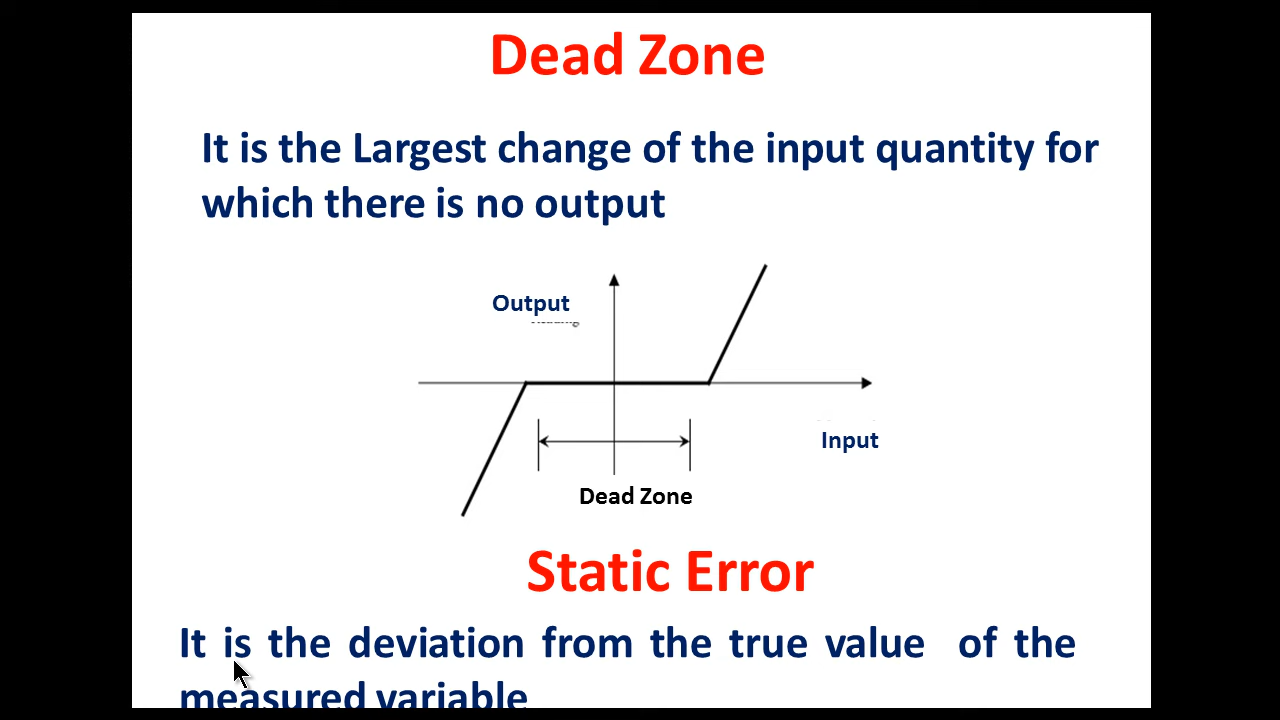 Dead Zone
It is the Largest change of the input quantity for
which there is no output
Output
Input
Dead Zone
Static Error
It is the deviation from the true value of the
measured variable